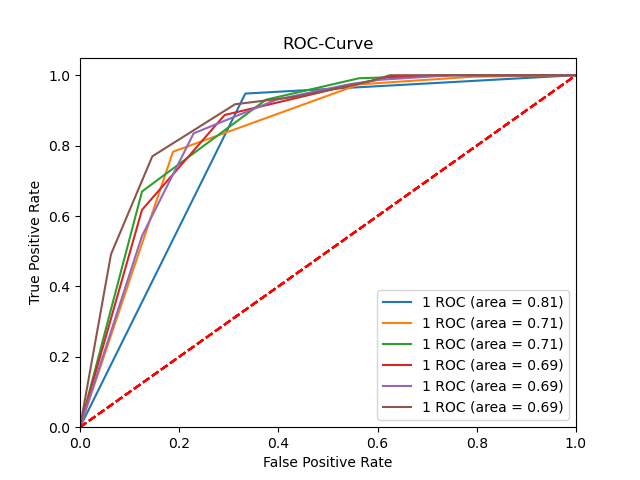 ROC-Curve
True Positive Rate
1.0
0.8
0.6
0.4
0.2
0.0
0.0 0.2 0.4 0.6 0.8 1.0
False Positive Rate
1 ROC (area = 0.81)
1 ROC (area = 0.71)
1 ROC (area = 0.71)
1 ROC (area = 0.69)
1 ROC (area = 0.69)
1 ROC (area = 0.69)